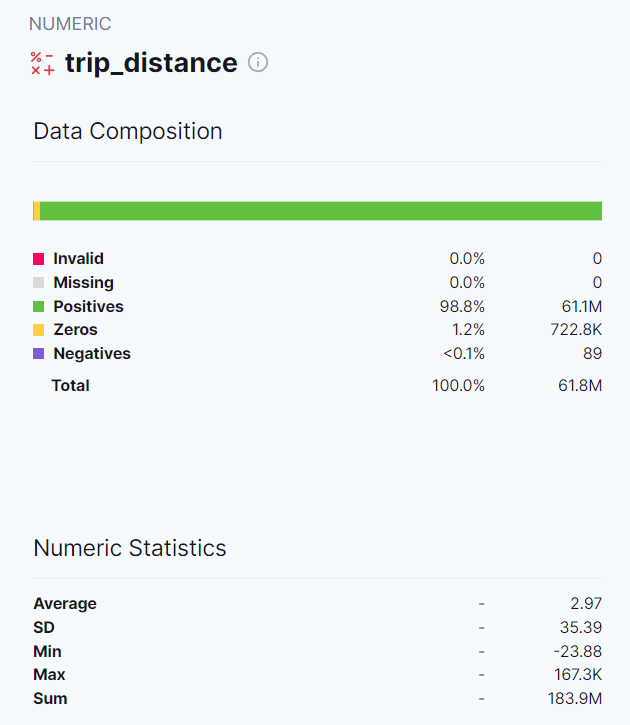 NUMERIC
trip_distance
Data Composition
Invalid 0.0% 0
Missing 0.0% 0
Positives 98.8% 61.1M
Zeros 1.2% 722.8K
Negatives <0.1% 89
Total 100.0% 61.8M
Numeric Statistics
Average - 2.97
SD - 35.39
Min - -23.88
Max - 167.3K
Sum - 183.9M